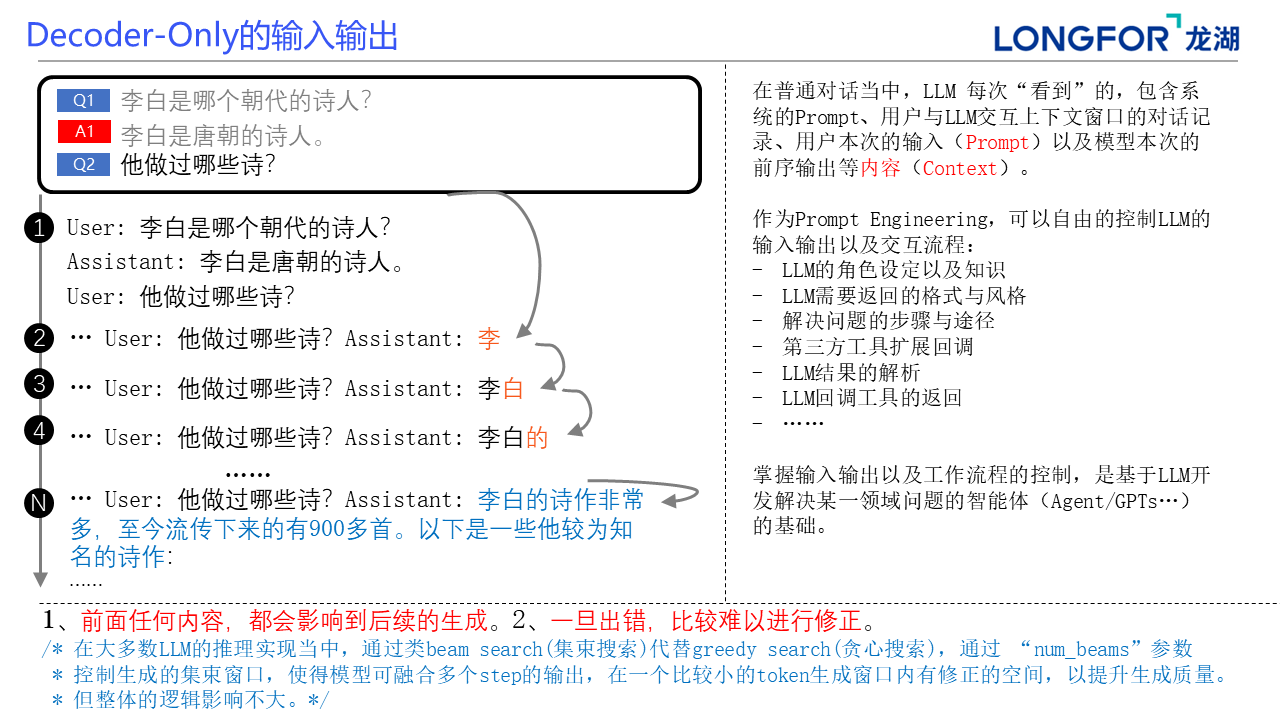 Decoder-Only的输入输出
LONGFOR 龙湖
Q1 李白是哪个朝代的诗人？
A1 李白是唐朝的诗人。
Q2 他做过哪些诗？
1 User: 李白是哪个朝代的诗人？
Assistant: 李白是唐朝的诗人。
User: 他做过哪些诗？
2 … User: 他做过哪些诗？Assistant: 李
3 … User: 他做过哪些诗？Assistant: 李白
4 … User: 他做过哪些诗？Assistant: 李白的
……
N … User: 他做过哪些诗？Assistant: 李白的诗作非常
多，至今流传下来的有900多首。以下是一些他较为知
名的诗作：
……
在普通对话当中，LLM 每次“看到”的，包含系
统的Prompt、用户与LLM交互上下文窗口的对话记
录、用户本次的输入（Prompt）以及模型本次的
前序输出等内容（Context）。
作为Prompt Engineering，可以自由的控制LLM的
输入输出以及交互流程：
- LLM的角色设定以及知识
- LLM需要返回的格式与风格
- 解决问题的步骤与途径
- 第三方工具扩展回调
- LLM结果的解析
- LLM回调工具的返回
- ……
掌握输入输出以及工作流程的控制，是基于LLM开
发解决某一领域问题的智能体（Agent/GPTs…）
的基础。
1、前面任何内容，都会影响到后续的生成。2、一旦出错，比较难以进行修正。
/* 在大多数LLM的推理实现当中，通过类beam search(集束搜索)代替greedy search(贪心搜索)，通过 “num_beams”参数
* 控制生成的集束窗口，使得模型可融合多个step的输出，在一个比较小的token生成窗口内有修正的空间，以提升生成质量。
* 但整体的逻辑影响不大。*/